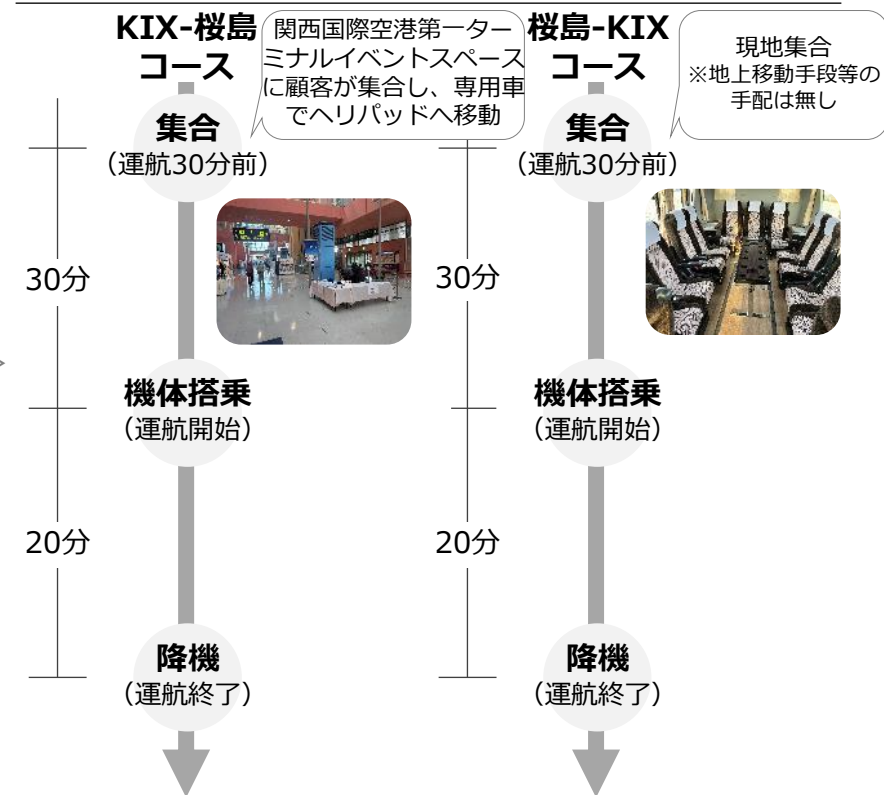 KIX-桜島
コース
関西国際空港第一ター
ミナルイベントスペース
に顧客が集合し、専用車
でヘリパッドへ移動
集合
（運航30分前）
30分
機体搭乗
（運航開始）
20分
降機
（運航終了）
桜島-KIX
コース
現地集合
※地上移動手段等の
手配は無し
集合
（運航30分前）
30分
機体搭乗
（運航開始）
20分
降機
（運航終了）